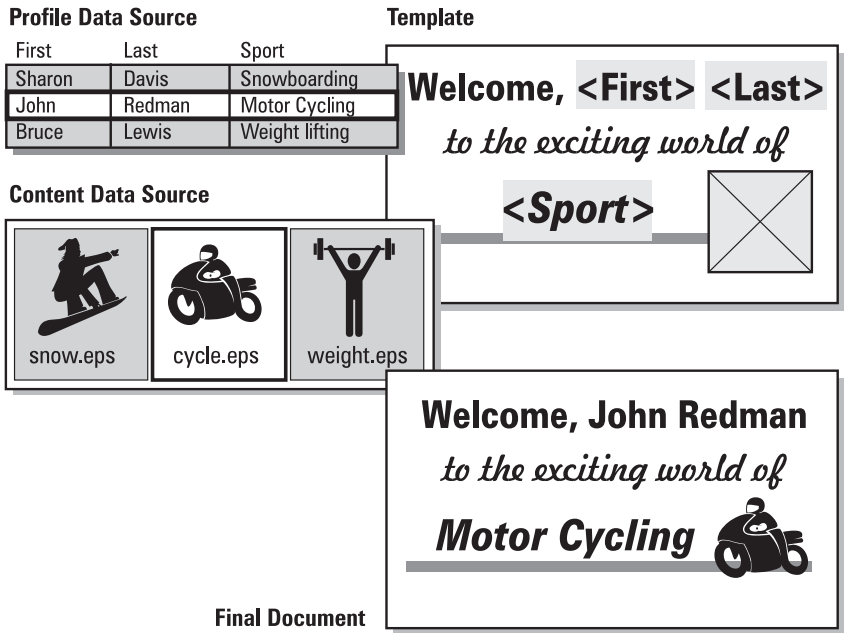 Profile Data Source
First Last Sport
Sharon Davis Snowboarding
John Redman Motor Cycling
Bruce Lewis Weight lifting
Content Data Source
snow.eps cycle.eps weight.eps
Template
Welcome, <First> <Last>
to the exciting world of
<Sport>
Welcome, John Redman
to the exciting world of
Motor Cycling
Final Document